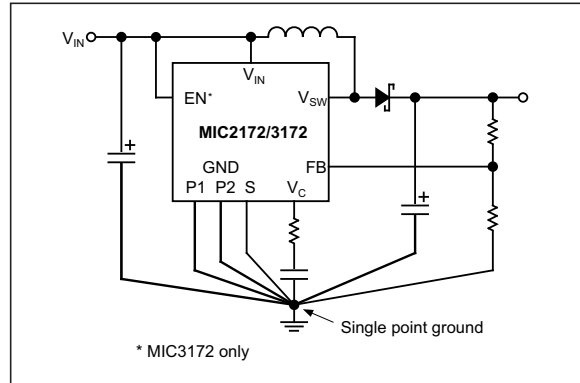 VIN
VIN
EN*
VSW
MIC2172/3172
GND
FB
P1 P2 S VC
+
+
Single point ground
* MIC3172 only